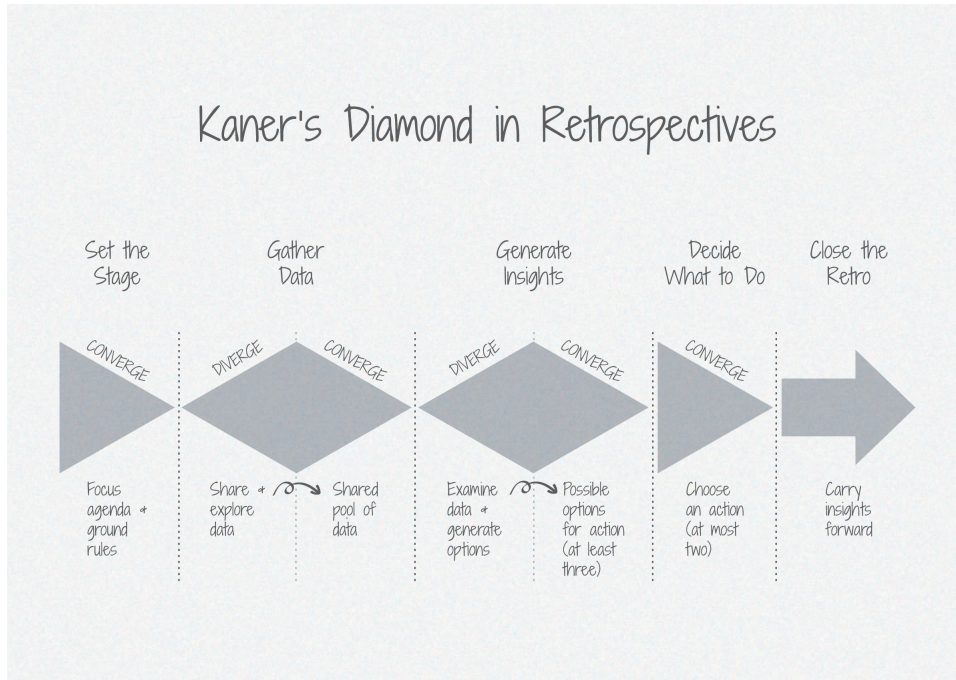 Kaner's Diamond in Retrospectives
Set the
Stage
Gather
Data
Generate
Insights
Decide
What to Do
Close the
Retro
CONVERGE
DIVERGE
CONVERGE
DIVERGE
CONVERGE
CONVERGE
Focus
agenda &
ground
rules
Share &
explore
data
Shared
pool of
data
Examine
data &
generate
options
Possible
options
for action
(at least
three)
Choose
an action
(at most
two)
Carry
insights
forward